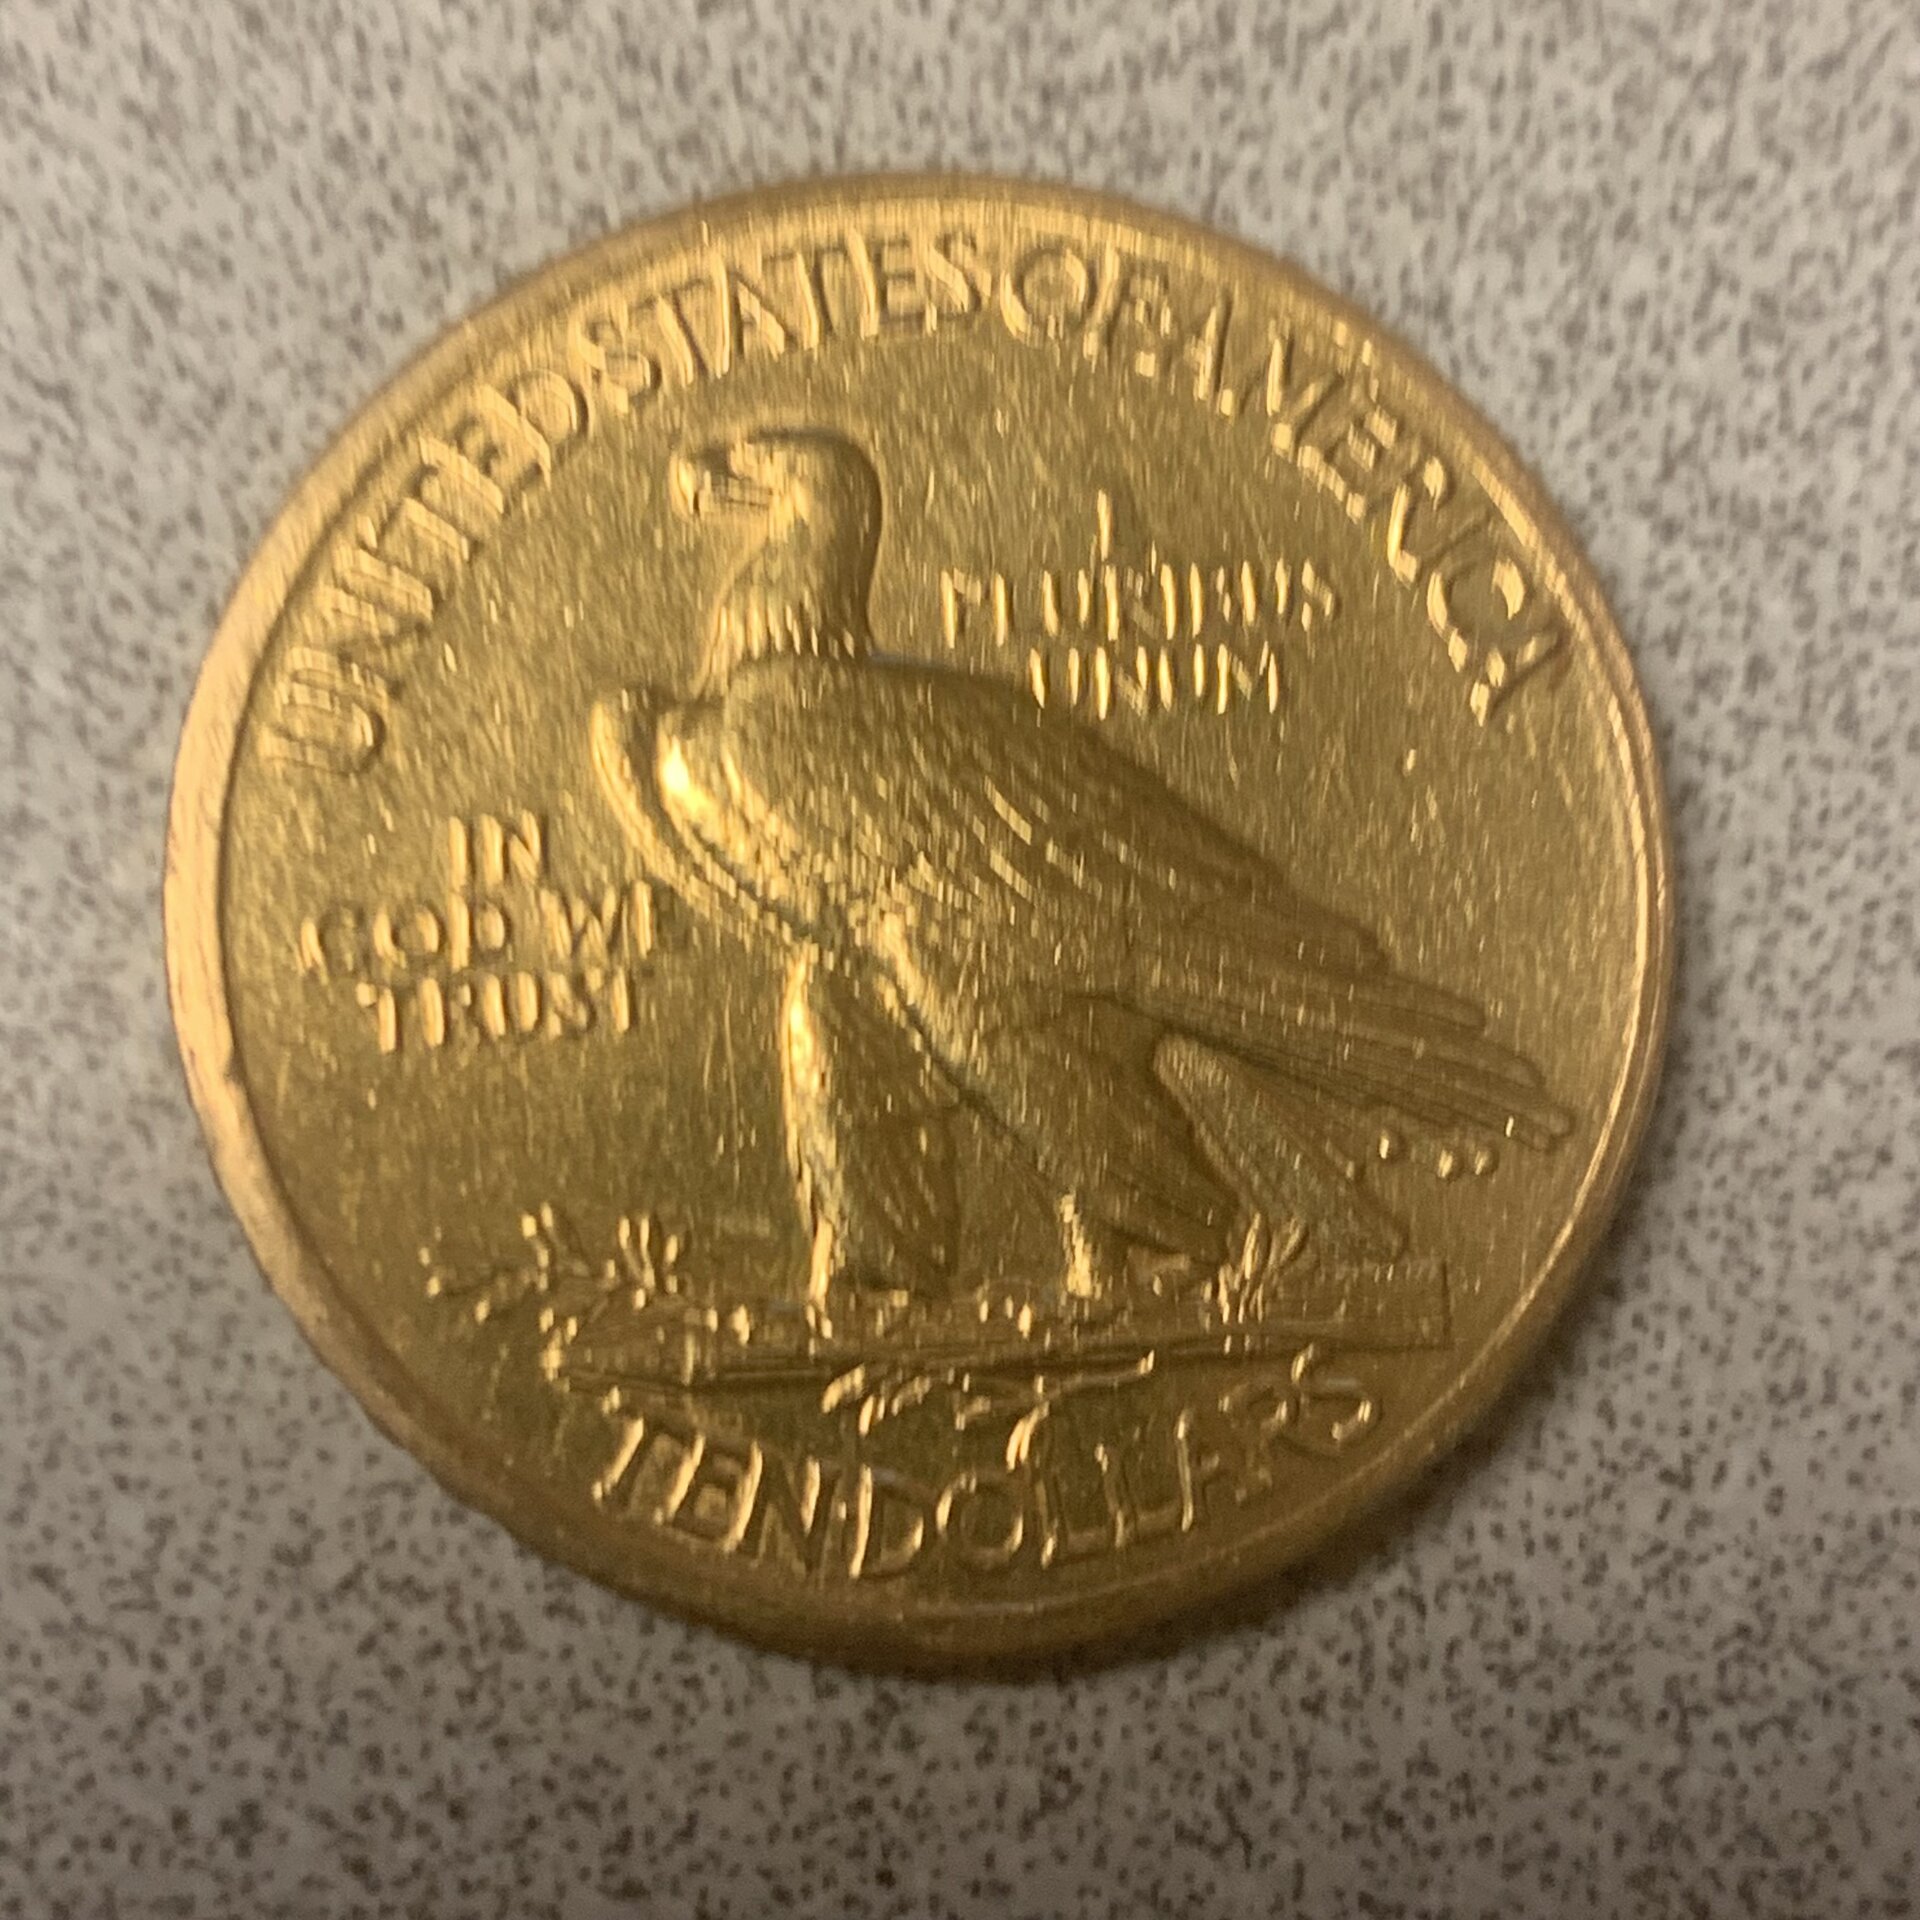 UNITED STATES OF AMERICA
E
PLURIBUS
UNUM
IN
GOD WE
TRUST
TEN DOLLARS